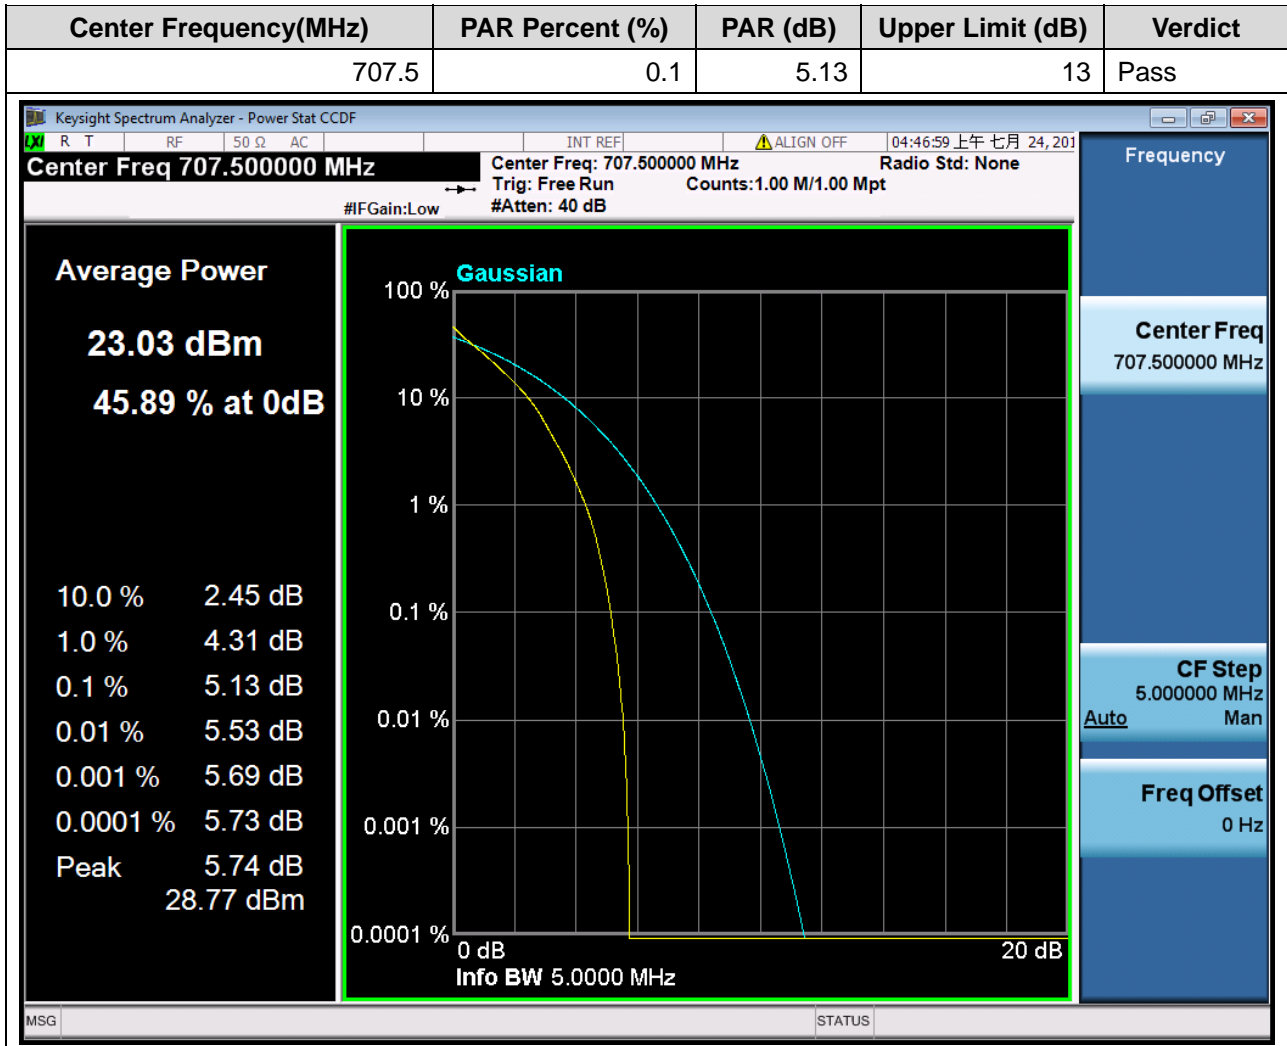 Center Frequency(MHz) PAR Percent (%) PAR (dB) Upper Limit (dB) Verdict
707.5 0.1 5.13 13 Pass
Keysight Spectrum Analyzer - Power Stat CCDF
LXI R T RF 50 Ω AC INT REF ALIGN OFF 04:46:59 上午 七月 24, 201
Center Freq 707.500000 MHz
Center Freq: 707.500000 MHz Radio Std: None
Trig: Free Run Counts:1.00 M/1.00 Mpt
#IFGain:Low #Atten: 40 dB
Frequency
Average Power
23.03 dBm
45.89 % at 0dB
10.0 % 2.45 dB
1.0 % 4.31 dB
0.1 % 5.13 dB
0.01 % 5.53 dB
0.001 % 5.69 dB
0.0001 % 5.73 dB
Peak 5.74 dB
28.77 dBm
Gaussian
100 %
10 %
1 %
0.1 %
0.01 %
0.001 %
0.0001 %
0 dB 20 dB
Info BW 5.0000 MHz
Center Freq
707.500000 MHz
CF Step
5.000000 MHz
Auto Man
Freq Offset
0 Hz
MSG STATUS